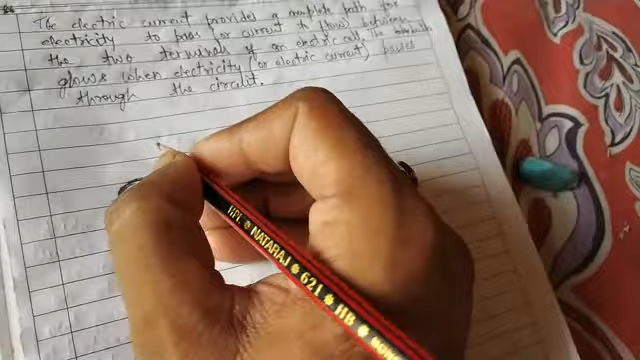 The electric current provides a complete path for
electricity to pass (or current to flow) between
the two terminals of an electric cell. The
glows when electricity (or electric current) passes
through the circuit.
HPL NATARAJ 621 HB